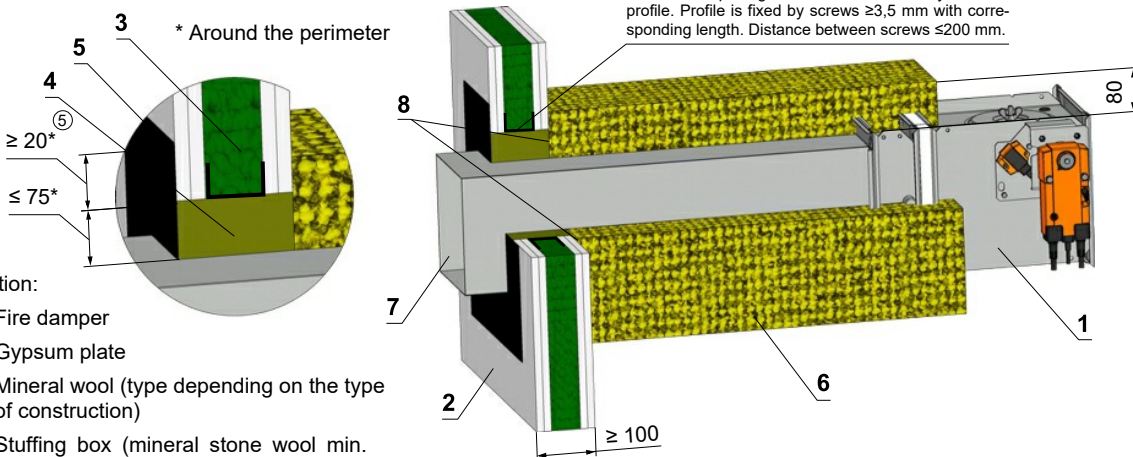 profile. Profile is fixed by screws ≥3,5 mm with corre-
sponding length. Distance between screws ≤200 mm.
* Around the perimeter
3
5
4
8
80
⑤
≥ 20*
≤ 75*
7
1
2
6
≥ 100
tion:
Fire damper
Gypsum plate
Mineral wool (type depending on the type
of construction)
Stuffing box (mineral stone wool min.